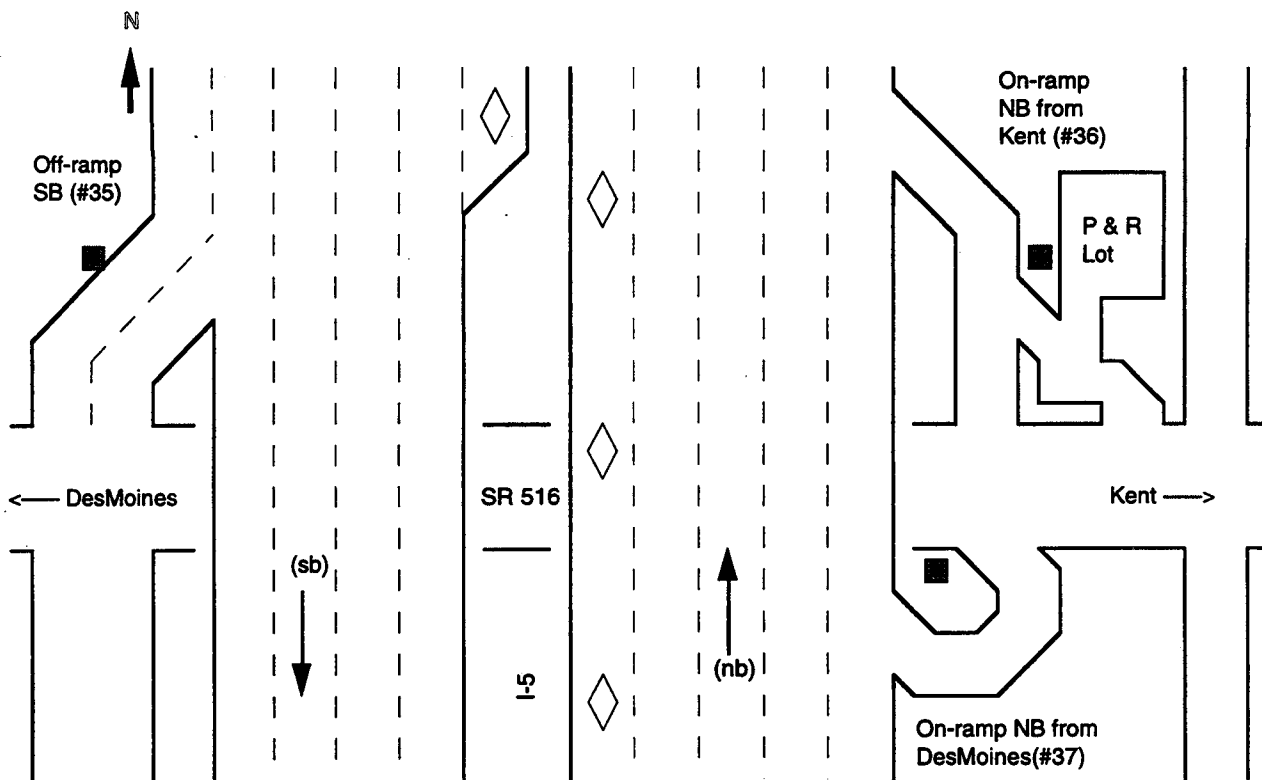 N
On-ramp
NB from
Kent (#36)
Off-ramp
SB (#35)
P & R
Lot
<—— DesMoines
SR 516
Kent ——>
(sb)
(nb)
I-5
On-ramp NB from
DesMoines(#37)